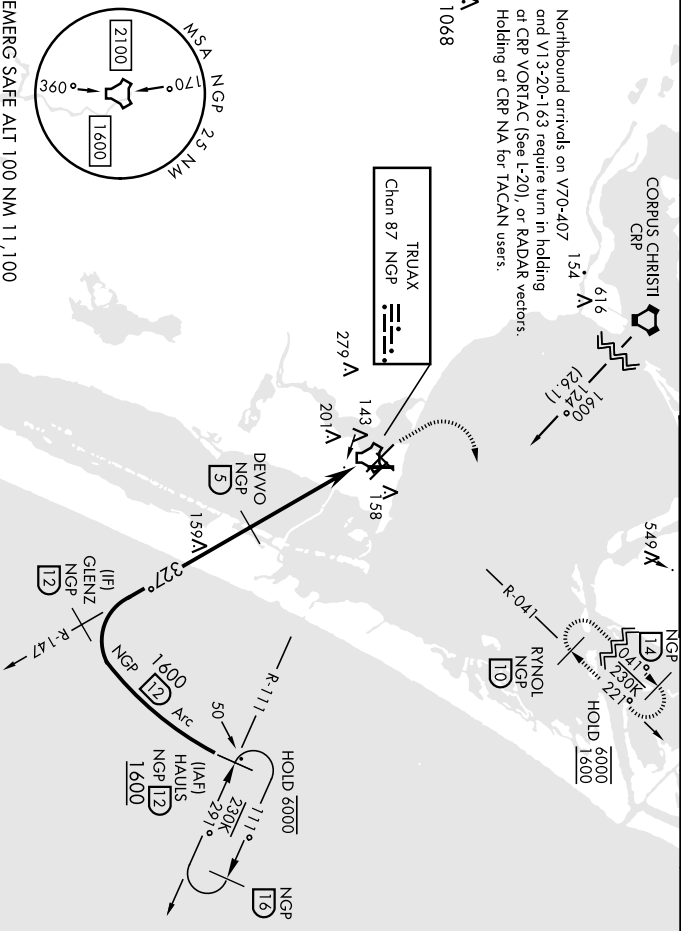 EMERG SAFE ALT 100 NM 11,100
MSA NGP 25 NM
2100
1600
360°
170°
1068
Northbound arrivals on V70-407
and V13-20-163 require turn in holding
at CRP VORTAC (See L-20), or RADAR vectors.
Holding at CRP NA for TACAN users.
CORPUS CHRISTI
CRP
154
616
1600
124°
(26.1)
TRUAX
Chan 87 NGP
279
201
143
158
549
DEVVO
NGP
5
159
327°
(IF)
GLENZ
NGP
12
R-147
NGP 12 Arc
1600
R-111
50
(IAF)
HAULS
NGP 12
1600
HOLD 6000
111°
230K
291°
NGP
16
R-041
RYNOL
NGP
10
NGP
14
041°
230K
221°
HOLD 6000
1600